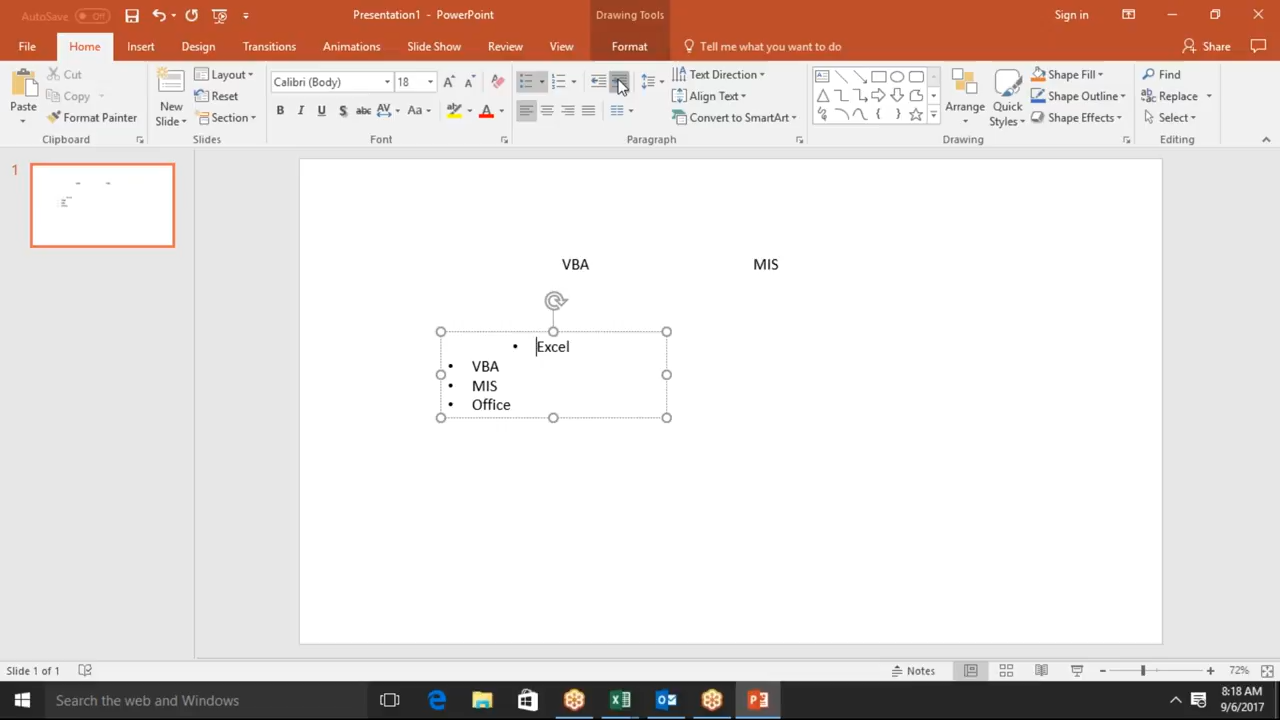 AutoSave Off
Presentation1 - PowerPoint
Drawing Tools
Sign in
File Home Insert Design Transitions Animations Slide Show Review View Format Tell me what you want to do Share
Paste
Cut
Copy
Format Painter
Clipboard
New Slide
Layout
Reset
Section
Slides
Calibri (Body) 18
B I U S abc AV Aa A
Font
Text Direction
Align Text
Convert to SmartArt
Paragraph
Arrange
Quick Styles
Shape Fill
Shape Outline
Shape Effects
Drawing
Find
Replace
Select
Editing
1
VBA MIS
• Excel
• VBA
• MIS
• Office
Slide 1 of 1
Notes
72%
Search the web and Windows
8:18 AM
9/6/2017